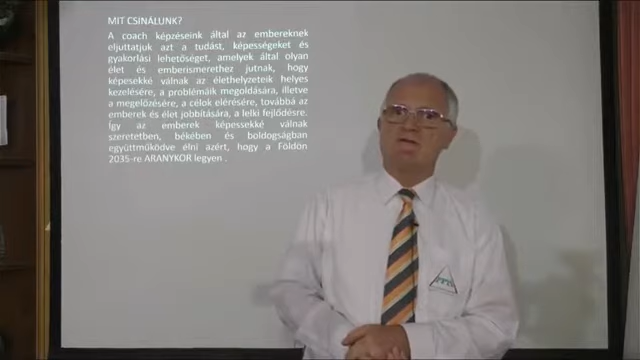 MIT CSINÁLUNK?
A coach képzéseink által az embereknek
eljuttatjuk azt a tudást, képességeket és
gyakorlási lehetőséget, amelyek által olyan
élet és emberismerethez jutnak, hogy
képesekké válnak az élethelyzeteik helyes
kezelésére, a problémáik megoldására, illetve
a megelőzésére, a célok elérésére, továbbá az
emberek és élet jobbítására, a lelki fejlődésre.
Így az emberek képessekké válnak
szeretetben, békében és boldogságban
együttműködve élni azért, hogy a Földön
2035-re ARANYKOR legyen .